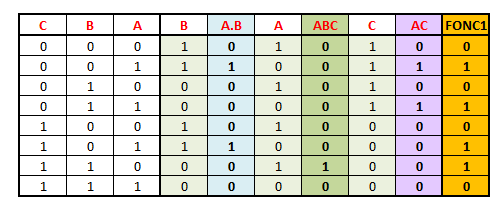 C B A B A.B A ABC C AC FONC1
0 0 0 1 0 1 0 1 0 0
0 0 1 1 1 0 0 1 1 1
0 1 0 0 0 1 0 1 0 0
0 1 1 0 0 0 0 1 1 1
1 0 0 1 0 1 0 0 0 0
1 0 1 1 1 0 0 0 0 1
1 1 0 0 0 1 1 0 0 1
1 1 1 0 0 0 0 0 0 0